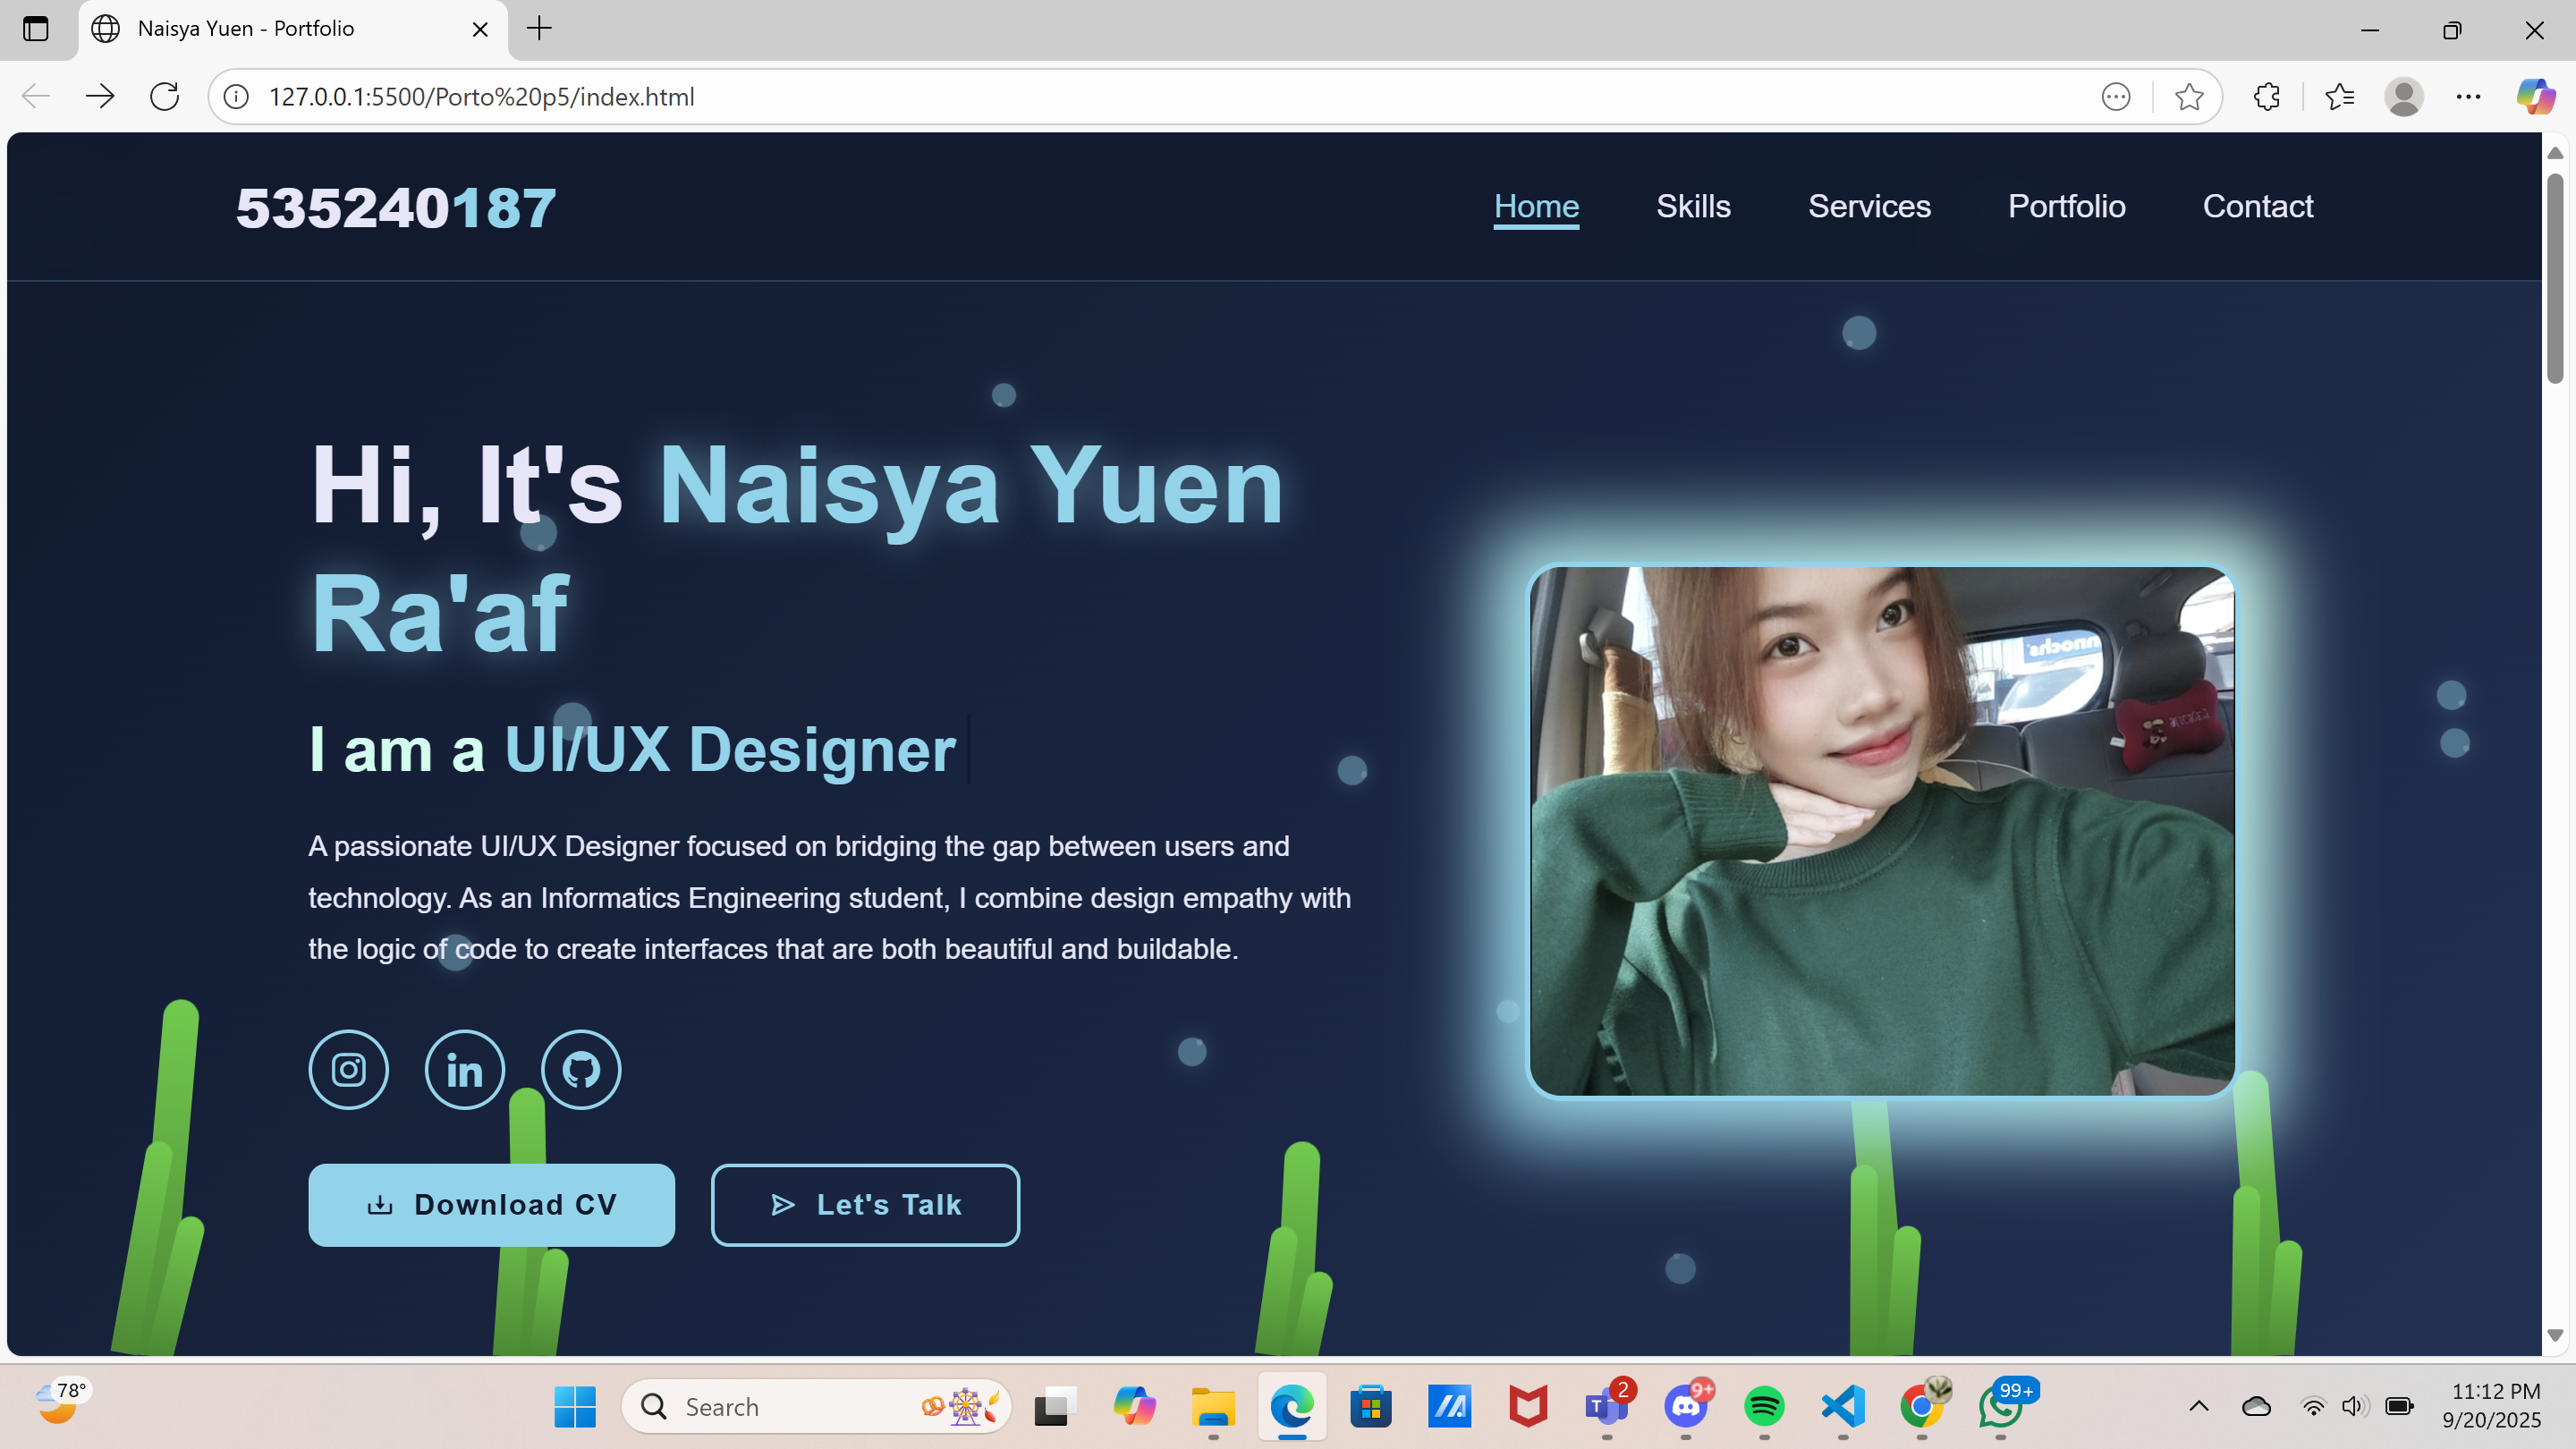 Naisya Yuen - Portfolio
127.0.0.1:5500/Porto%20p5/index.html
535240187
Home Skills Services Portfolio Contact
Hi, It's Naisya Yuen
Ra'af
I am a UI/UX Designer
A passionate UI/UX Designer focused on bridging the gap between users and
technology. As an Informatics Engineering student, I combine design empathy with
the logic of code to create interfaces that are both beautiful and buildable.
in
Download CV Let's Talk
78°
Search
T
2
9+
99+
11:12 PM
9/20/2025